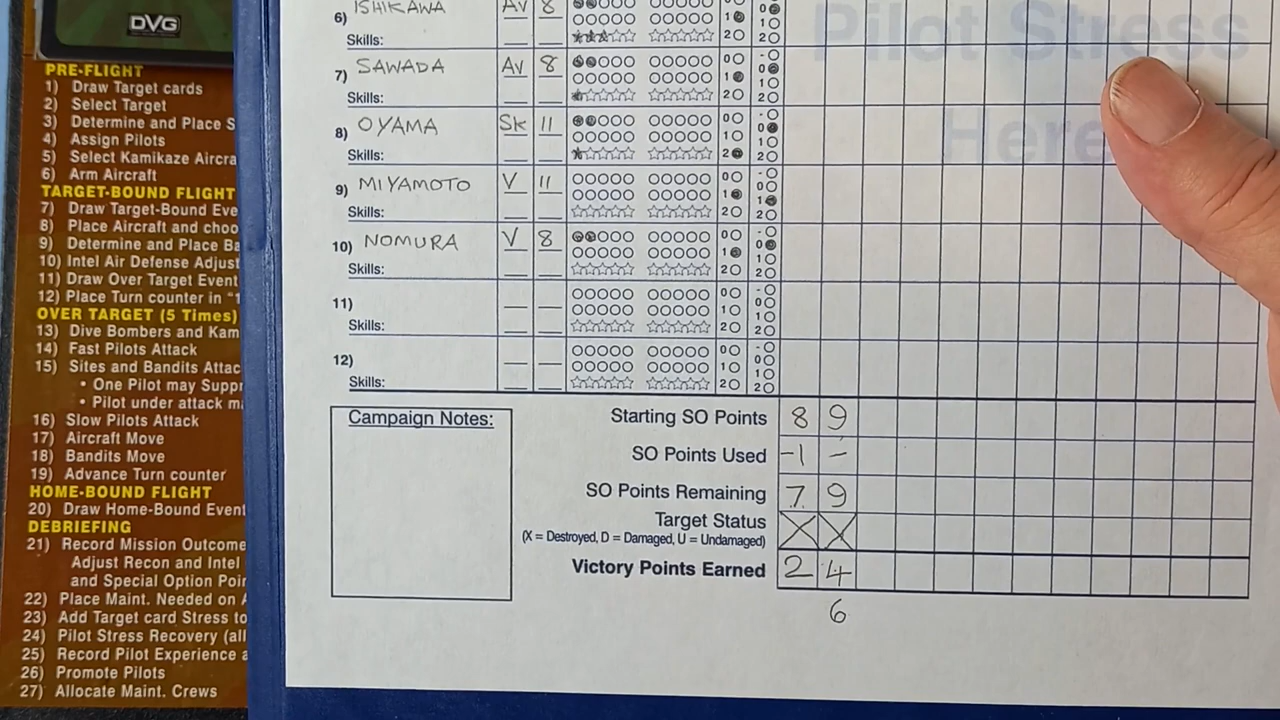 DVG
PRE-FLIGHT
1) Draw Target cards
2) Select Target
3) Determine and Place S
4) Assign Pilots
5) Select Kamikaze Aircra
6) Arm Aircraft
TARGET-BOUND FLIGHT
7) Draw Target-Bound Eve
8) Place Aircraft and choo
9) Determine and Place Ba
10) Intel Air Defense Adjust
11) Draw Over Target Event
12) Place Turn counter in "1
OVER TARGET (5 Times)
13) Dive Bombers and Kam
14) Fast Pilots Attack
15) Sites and Bandits Attac
• One Pilot may Suppr
• Pilot under attack m
16) Slow Pilots Attack
17) Aircraft Move
18) Bandits Move
19) Advance Turn counter
HOME-BOUND FLIGHT
20) Draw Home-Bound Event
DEBRIEFING
21) Record Mission Outcome
Adjust Recon and Intel
and Special Option Poin
22) Place Maint. Needed on A
23) Add Target card Stress to
24) Pilot Stress Recovery (all
25) Record Pilot Experience a
26) Promote Pilots
27) Allocate Maint. Crews
Pilot Stress
Here
6) ISHIKAWA Av 8
Skills:
7) SAWADA Av 8
Skills:
8) OYAMA Sk 11
Skills:
9) MIYAMOTO V 11
Skills:
10) NOMURA V 8
Skills:
11)
Skills:
12)
Skills:
Campaign Notes:
Starting SO Points 8 9
SO Points Used -1 -
SO Points Remaining 7 9
Target Status X X
(X = Destroyed, D = Damaged, U = Undamaged)
Victory Points Earned 2 4
6